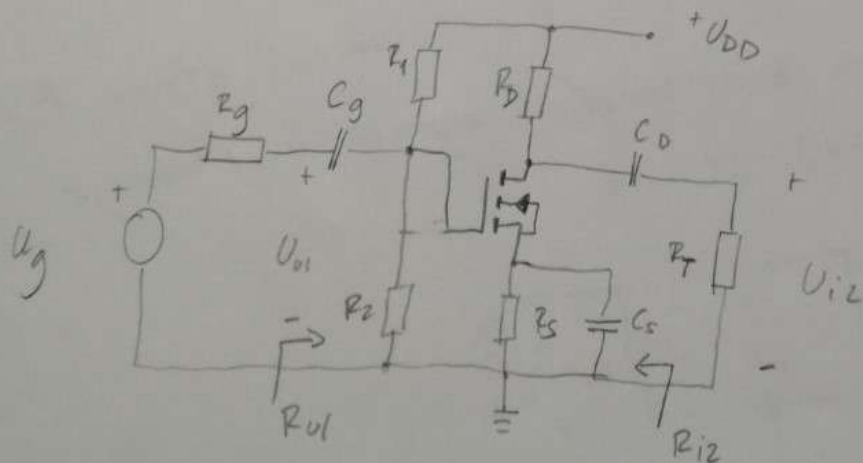 + UDD
R1
RD
Rg
Cg
CD
+
+
+
Ug
Uul
RT
Ui2
R2
-
RS
Cs
-
Rul
Ri2